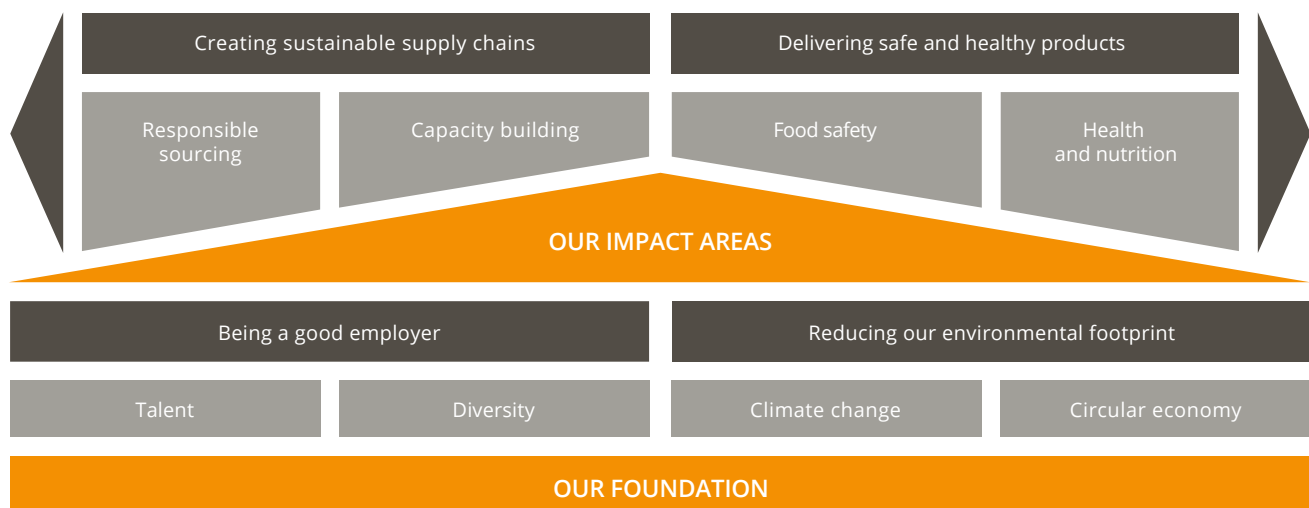 Creating sustainable supply chains
Delivering safe and healthy products
Responsible
sourcing
Capacity building
Food safety
Health
and nutrition
OUR IMPACT AREAS
Being a good employer
Reducing our environmental footprint
Talent
Diversity
Climate change
Circular economy
OUR FOUNDATION